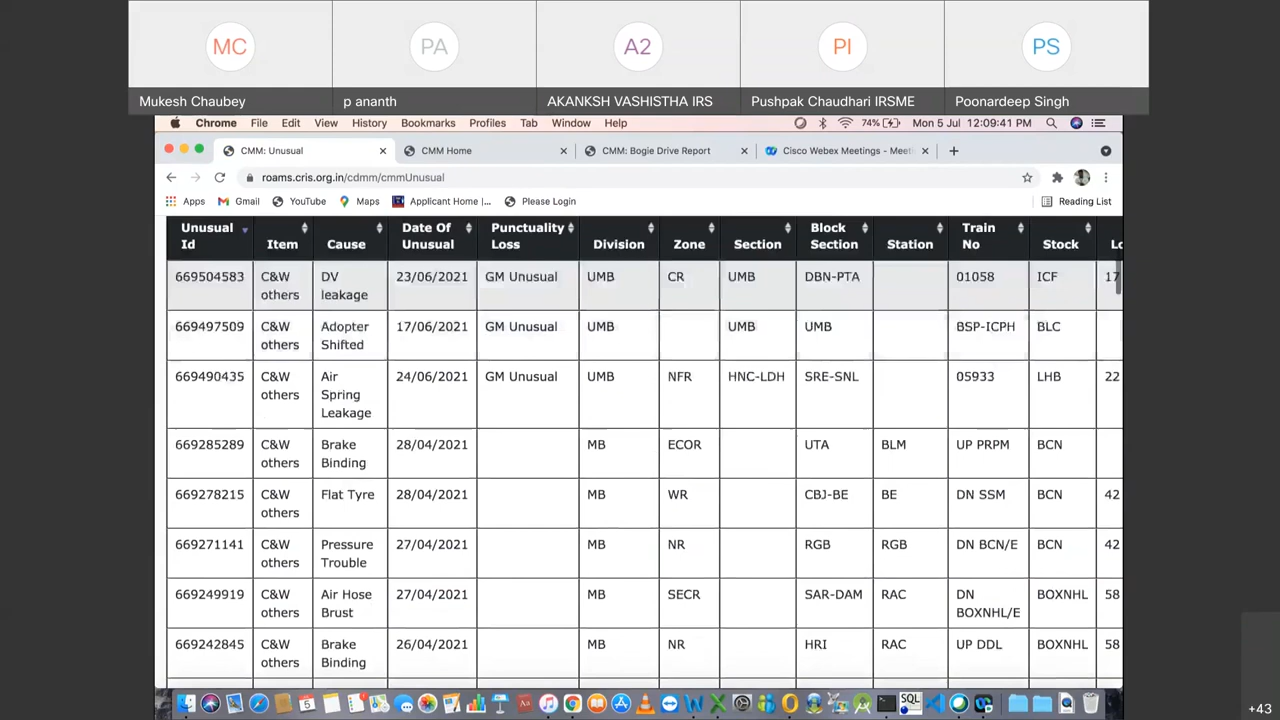 MC PA A2 PI PS
Mukesh Chaubey p ananth AKANKSH VASHISTHA IRS Pushpak Chaudhari IRSME Poonardeep Singh
Chrome File Edit View History Bookmarks Profiles Tab Window Help 74% Mon 5 Jul 12:09:41 PM
CMM: Unusual CMM Home CMM: Bogie Drive Report Cisco Webex Meetings - Meeti
roams.cris.org.in/cdmm/cmmUnusual
Apps Gmail YouTube Maps Applicant Home |... Please Login Reading List
Unusual Date Of Punctuality Block Train
Id Item Cause Unusual Loss Division Zone Section Section Station No Stock Lo
669504583 C&W DV 23/06/2021 GM Unusual UMB CR UMB DBN-PTA 01058 ICF 17
others leakage
669497509 C&W Adopter 17/06/2021 GM Unusual UMB UMB UMB BSP-ICPH BLC
others Shifted
669490435 C&W Air 24/06/2021 GM Unusual UMB NFR HNC-LDH SRE-SNL 05933 LHB 22
others Spring
Leakage
669285289 C&W Brake 28/04/2021 MB ECOR UTA BLM UP PRPM BCN
others Binding
669278215 C&W Flat Tyre 28/04/2021 MB WR CBJ-BE BE DN SSM BCN 42
others
669271141 C&W Pressure 27/04/2021 MB NR RGB RGB DN BCN/E BCN 42
others Trouble
669249919 C&W Air Hose 27/04/2021 MB SECR SAR-DAM RAC DN BOXNHL 58
others Brust BOXNHL/E
669242845 C&W Brake 26/04/2021 MB NR HRI RAC UP DDL BOXNHL 58
others Binding
5 SQL
+43